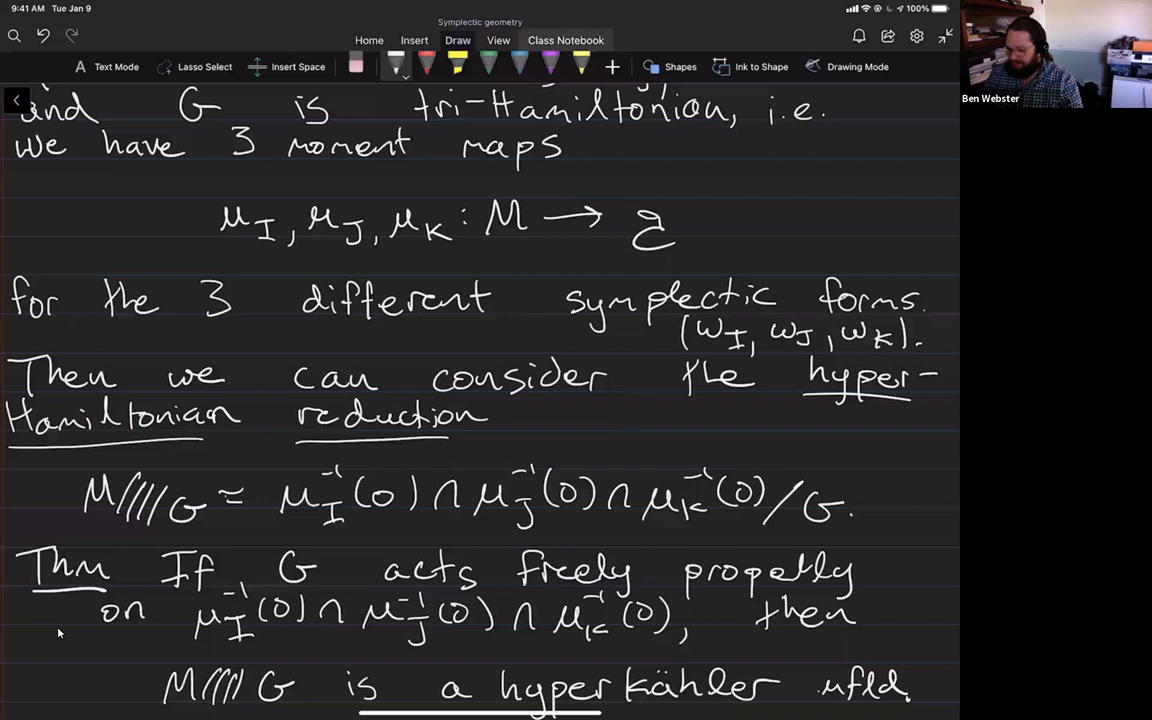 9:41 AM Tue Jan 9
100%
Symplectic geometry
Home Insert Draw View Class Notebook
Text Mode Lasso Select Insert Space Shapes Ink to Shape Drawing Mode
Ben Webster
and G is tri-Hamiltonian, i.e.
we have 3 moment maps
μ_I, μ_J, μ_K : M → g
for the 3 different symplectic forms.
(ω_I, ω_J, ω_K).
Then we can consider the hyper-
Hamiltonian reduction
M////G = μ_I^{-1}(0) ∩ μ_J^{-1}(0) ∩ μ_K^{-1}(0)/G.
Thm If G acts freely properly
on μ_I^{-1}(0) ∩ μ_J^{-1}(0) ∩ μ_K^{-1}(0), then
M////G is a hyperkähler mfld.